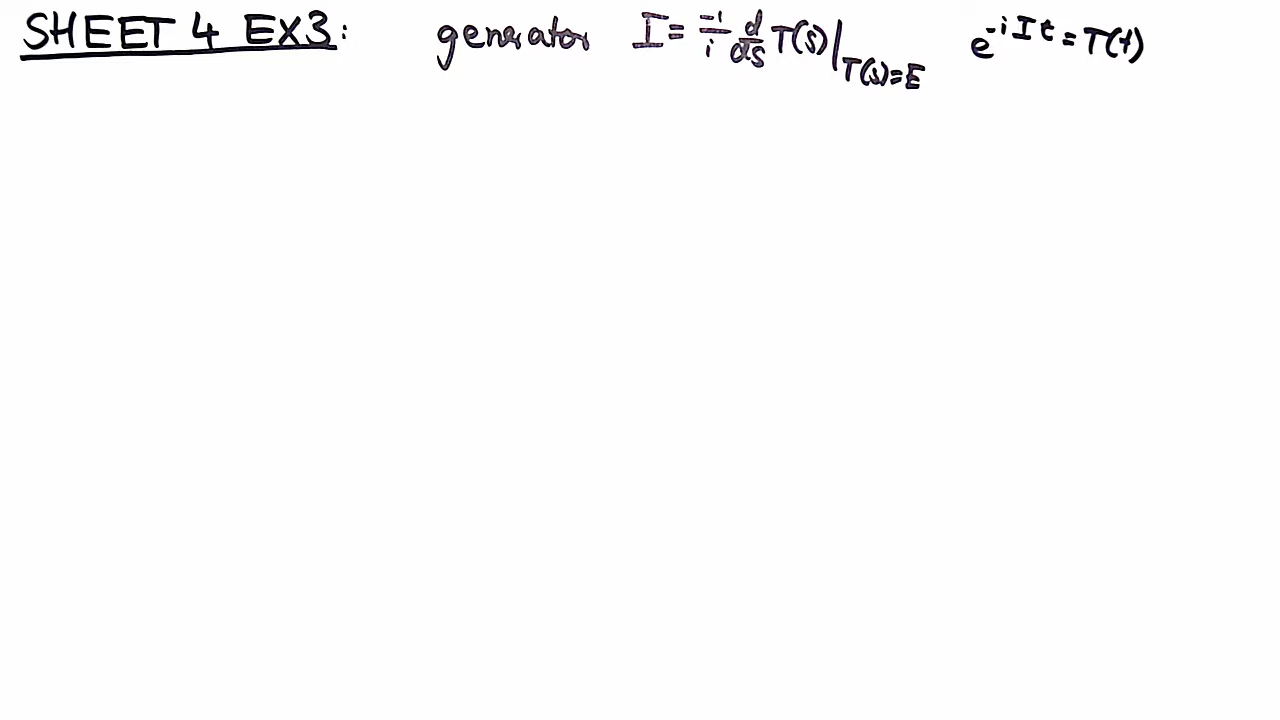 SHEET 4 EX3: generator I = -1/i d/ds T(s)|_{T(s)=E} e^{-iIt} = T(t)